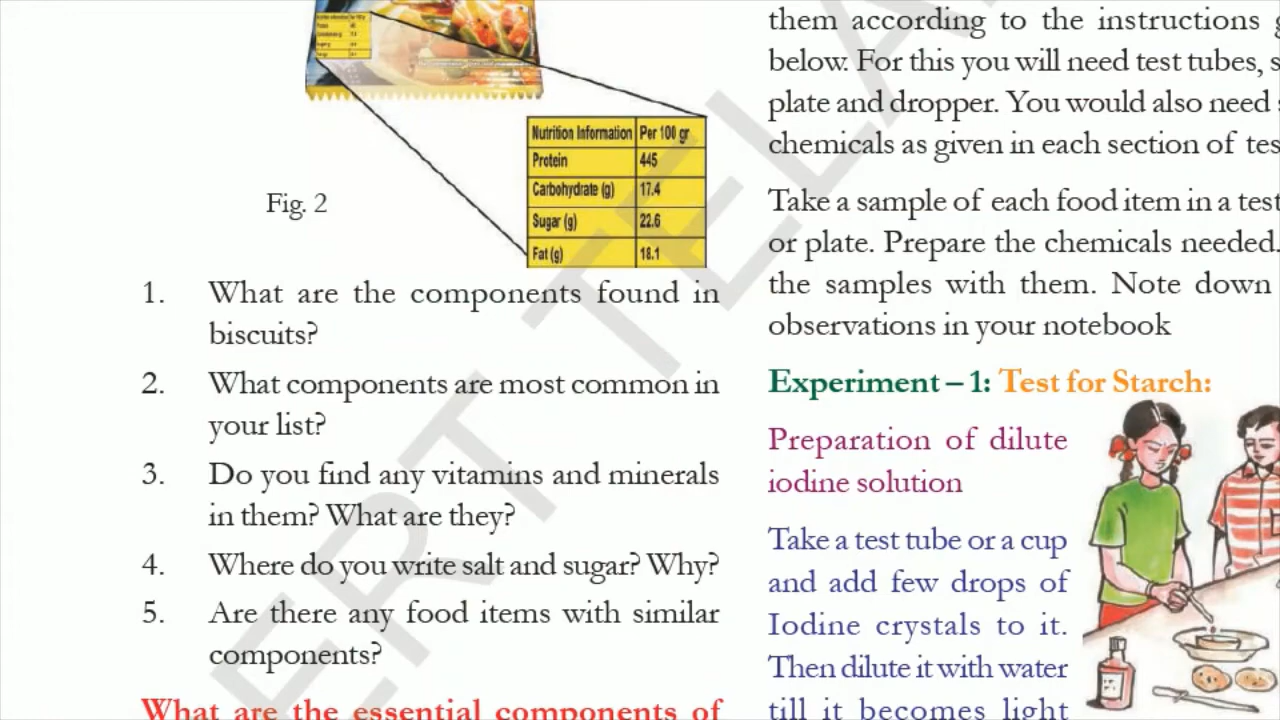 Nutrition Information Per 100 gr
Protein 445
Carbohydrate (g) 17.4
Sugar (g) 22.6
Fat (g) 18.1
Fig. 2
1. What are the components found in
biscuits?
2. What components are most common in
your list?
3. Do you find any vitamins and minerals
in them? What are they?
4. Where do you write salt and sugar? Why?
5. Are there any food items with similar
components?
What are the essential components of
them according to the instructions
below. For this you will need test tubes,
plate and dropper. You would also need
chemicals as given in each section of
Take a sample of each food item in a test
or plate. Prepare the chemicals needed.
the samples with them. Note down
observations in your notebook
Experiment – 1: Test for Starch:
Preparation of dilute
iodine solution
Take a test tube or a cup
and add few drops of
Iodine crystals to it.
Then dilute it with water
till it becomes light